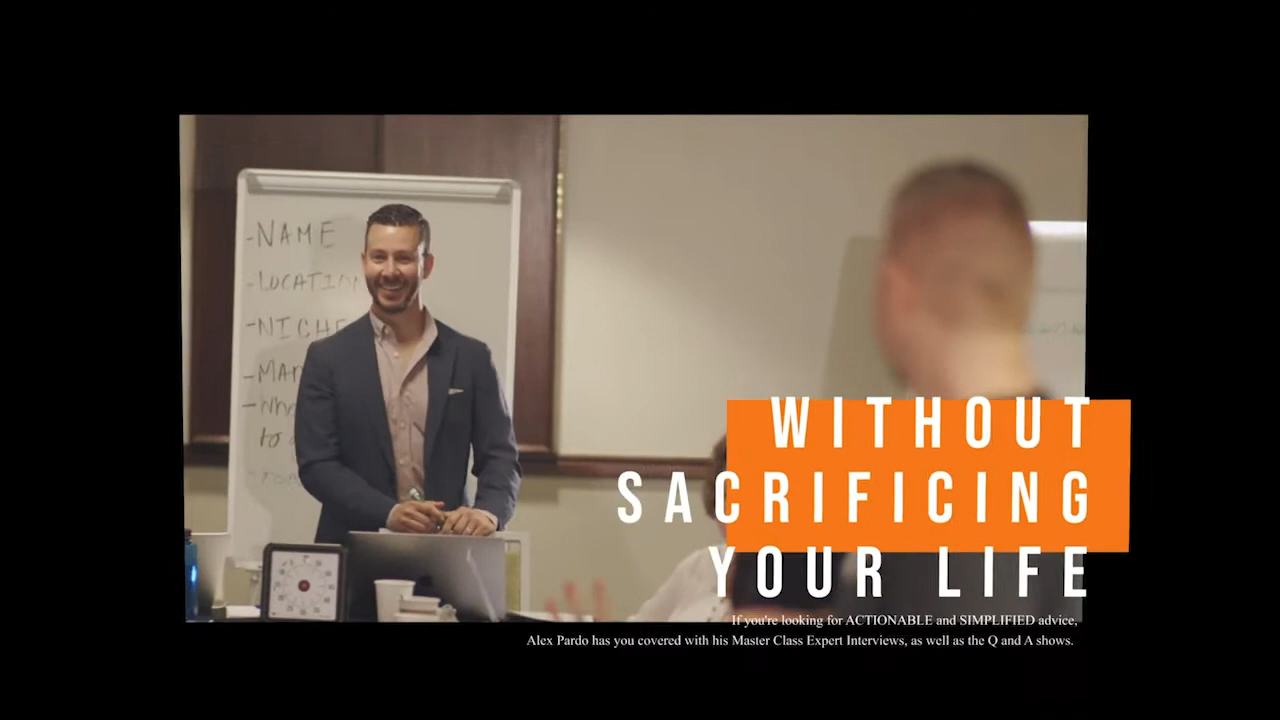 -NAME
-LOCATION
-NICHE
to
WITHOUT
SACRIFICING
YOUR LIFE
If you're looking for ACTIONABLE and SIMPLIFIED advice,
Alex Pardo has you covered with his Master Class Expert Interviews, as well as the Q and A shows.